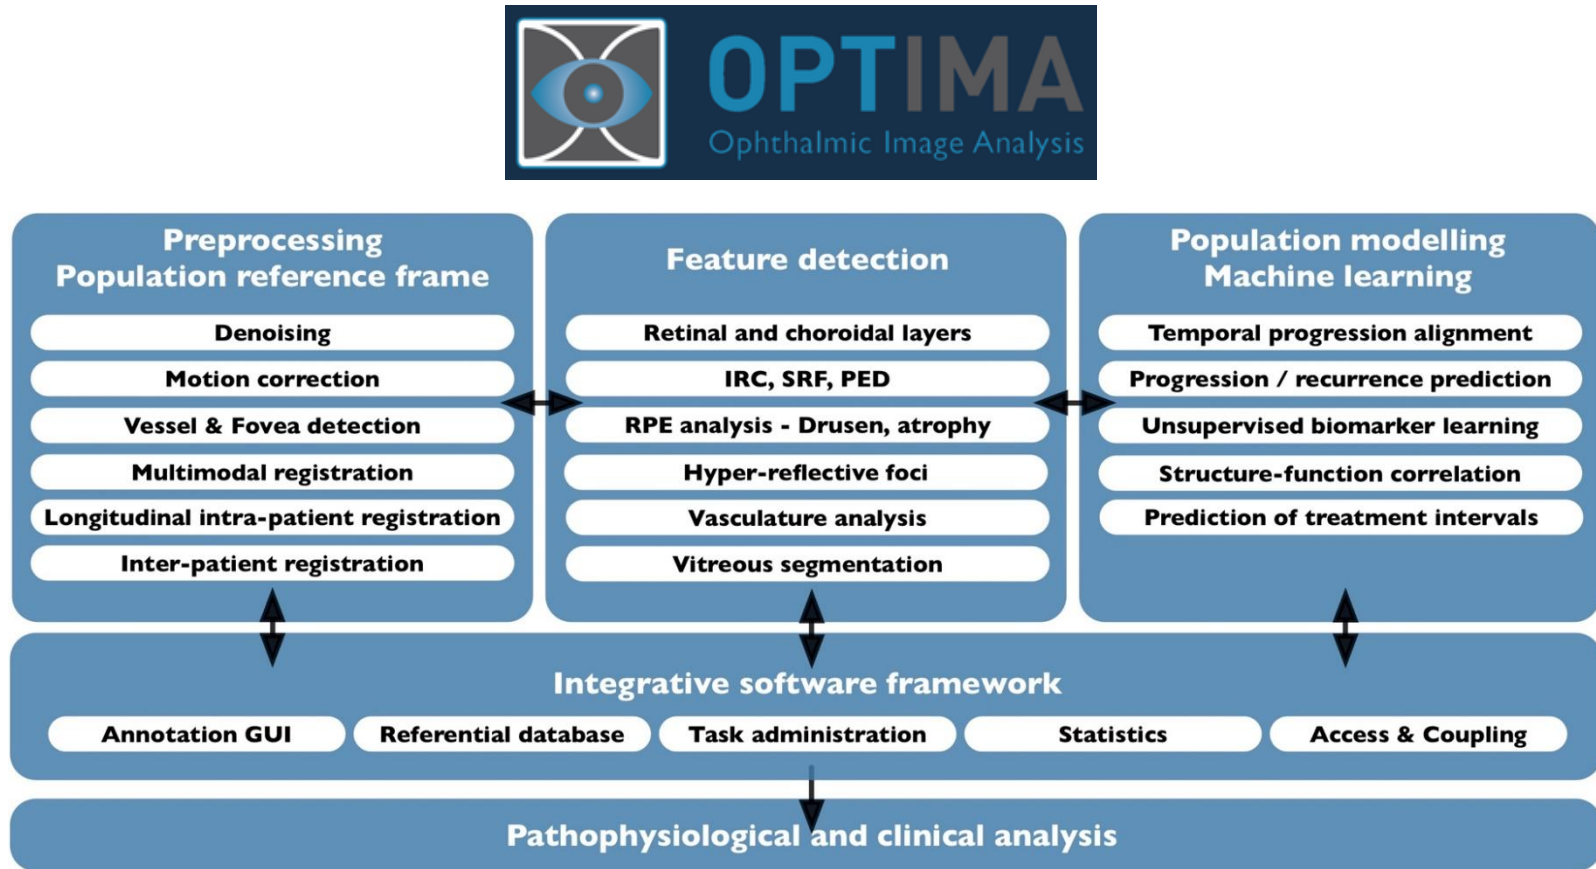 OPTIMA
Ophthalmic Image Analysis
Preprocessing
Population reference frame
Denoising
Motion correction
Vessel & Fovea detection
Multimodal registration
Longitudinal intra-patient registration
Inter-patient registration
Feature detection
Retinal and choroidal layers
IRC, SRF, PED
RPE analysis - Drusen, atrophy
Hyper-reflective foci
Vasculature analysis
Vitreous segmentation
Population modelling
Machine learning
Temporal progression alignment
Progression / recurrence prediction
Unsupervised biomarker learning
Structure-function correlation
Prediction of treatment intervals
Integrative software framework
Annotation GUI
Referential database
Task administration
Statistics
Access & Coupling
Pathophysiological and clinical analysis